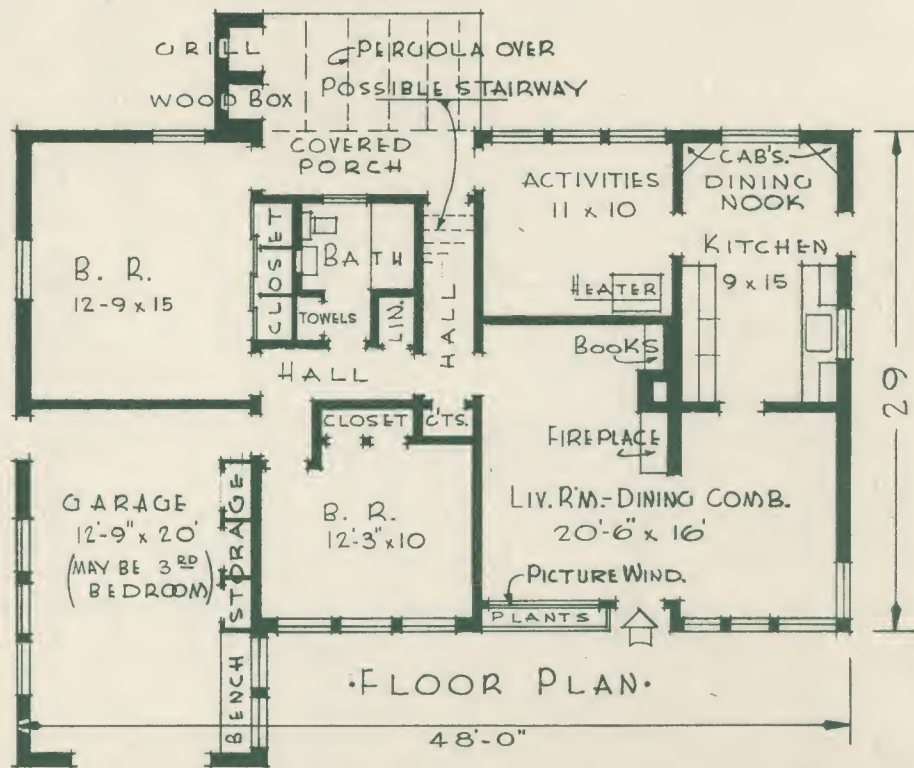 GRILL
PERGOLA OVER
POSSIBLE STAIRWAY
WOOD BOX
COVERED
PORCH
CAB'S.
DINING
NOOK
ACTIVITIES
11 x 10
KITCHEN
9 x 15
HEATER
B. R.
12-9 x 15
CLOSET
CLOSET
BATH
TOWELS
LIN.
HALL
HALL
BOOKS
29
CLOSET
C'TS.
FIREPLACE
GARAGE
12'-9" x 20'
(MAY BE 3RD
BEDROOM)
STORAGE
B. R.
12'-3" x 10
LIV. R'M.-DINING COMB.
20'-6" x 16'
PICTURE WIND.
PLANTS
BENCH
·FLOOR PLAN·
48'-0"